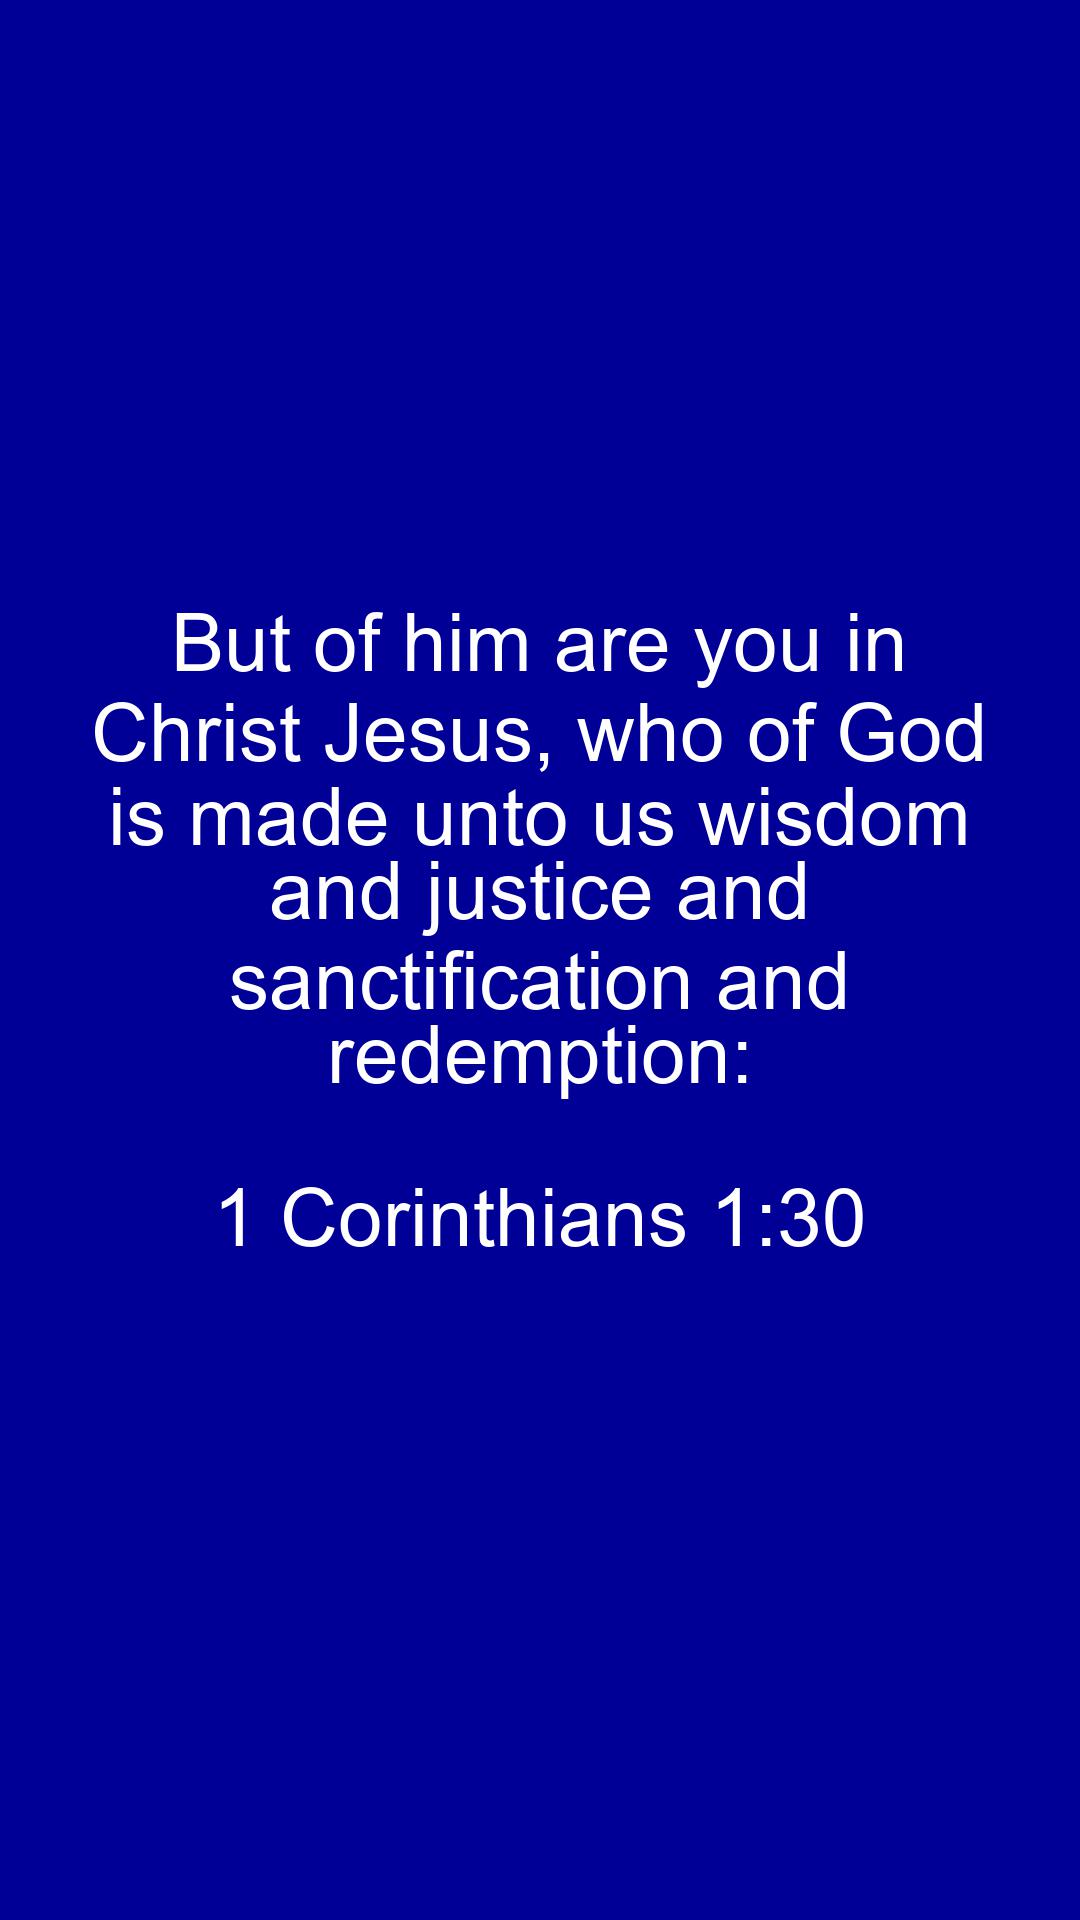 But of him are you in
Christ Jesus, who of God
is made unto us wisdom
and justice and
sanctification and
redemption:
1 Corinthians 1:30